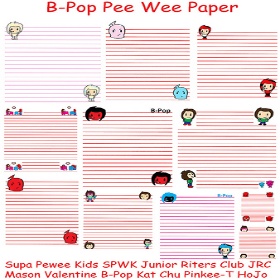 B-Pop Pee Wee Paper
B-Pop
B-Pop
Supa Pewee Kids SPWK Junior Riters Club JRC
Mason Valentine B-Pop Kat Chu Pinkee-T HoJo